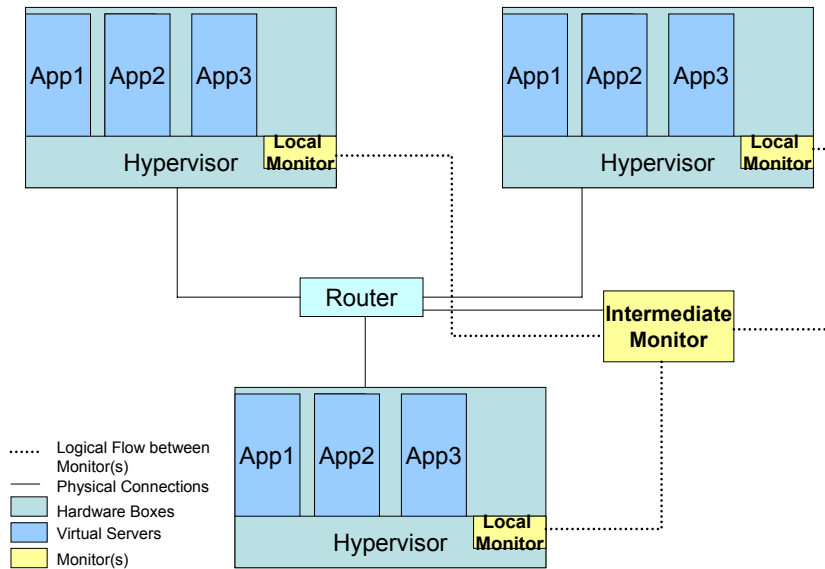 App1
App2
App3
Local
Monitor
Hypervisor
App1
App2
App3
Local
Monitor
Hypervisor
Router
Intermediate
Monitor
App1
App2
App3
Local
Monitor
Hypervisor
Logical Flow between
Monitor(s)
Physical Connections
Hardware Boxes
Virtual Servers
Monitor(s)